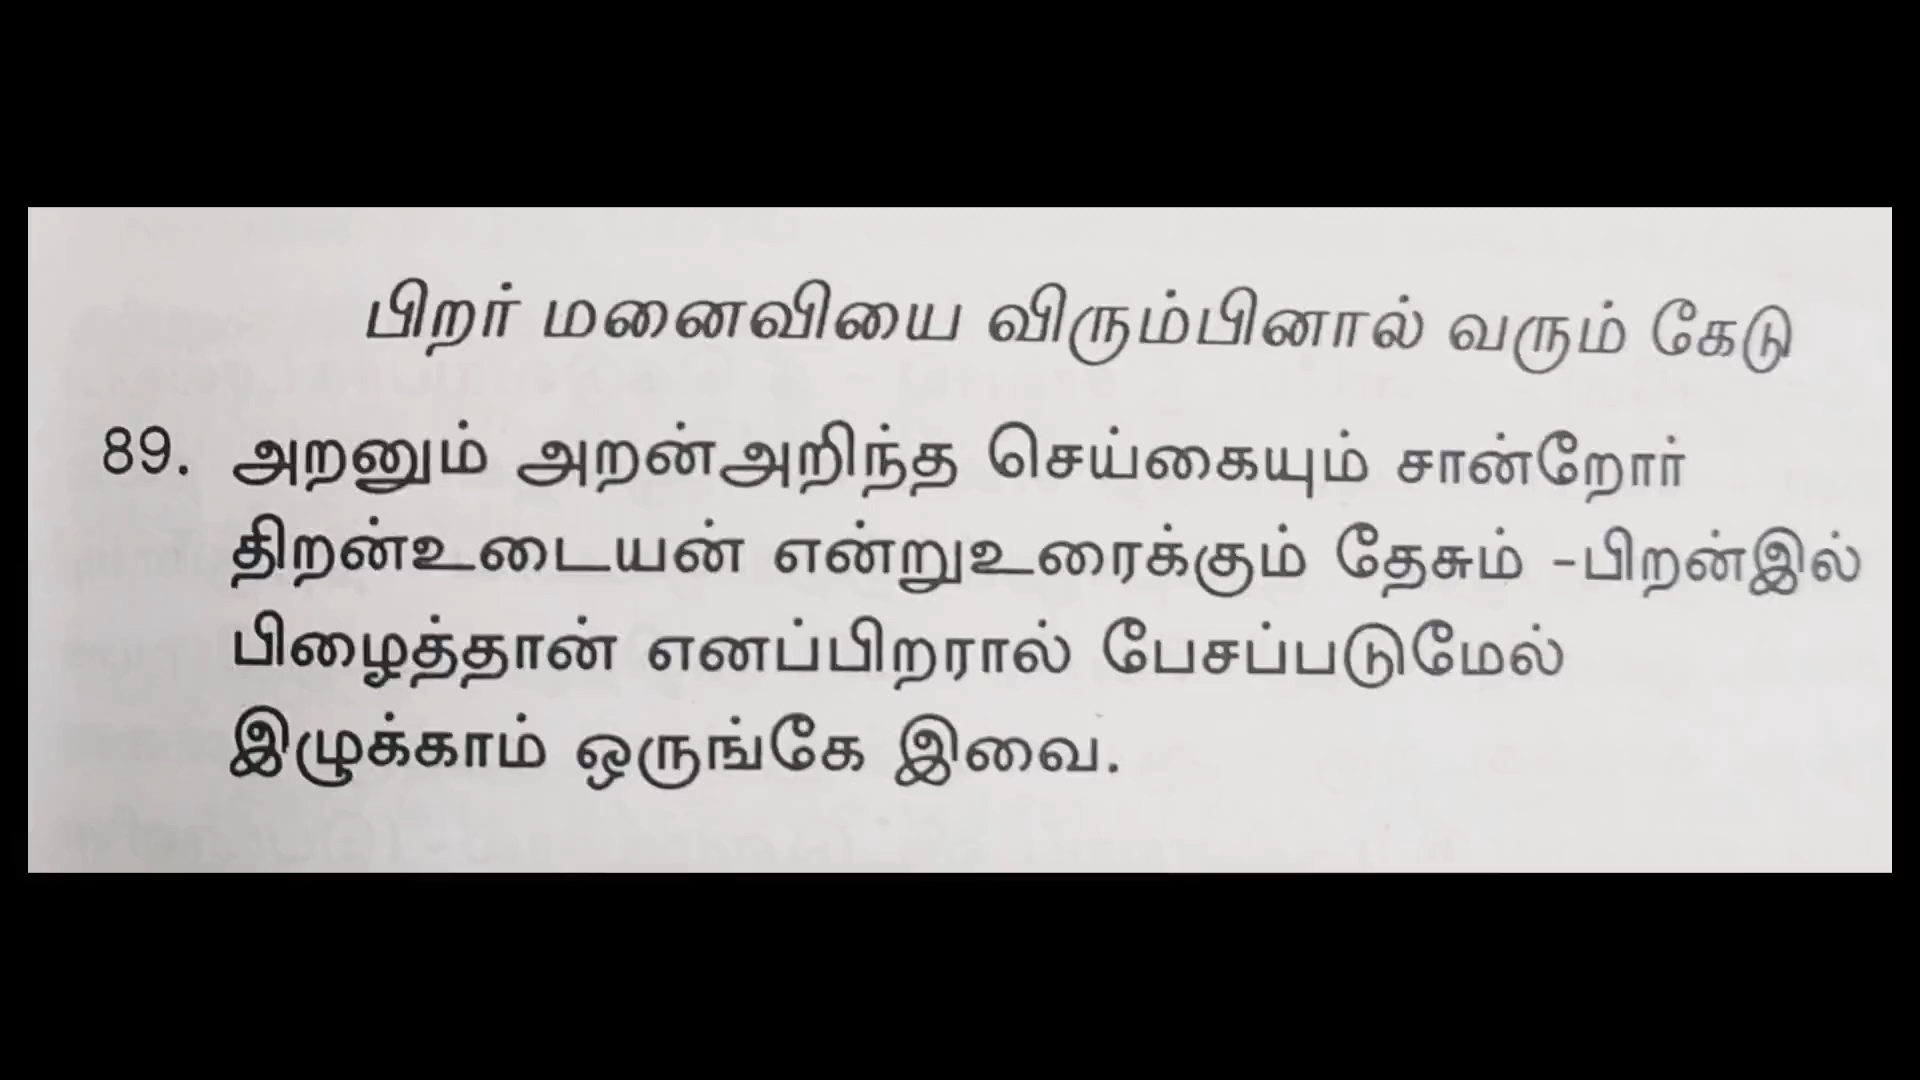 பிறர் மனைவியை விரும்பினால் வரும் கேடு
89. அறனும் அறன்அறிந்த செய்கையும் சான்றோர்
திறன்உடையன் என்றுஉரைக்கும் தேசும் -பிறன்இல்
பிழைத்தான் எனப்பிறரால் பேசப்படுமேல்
இழுக்காம் ஒருங்கே இவை.